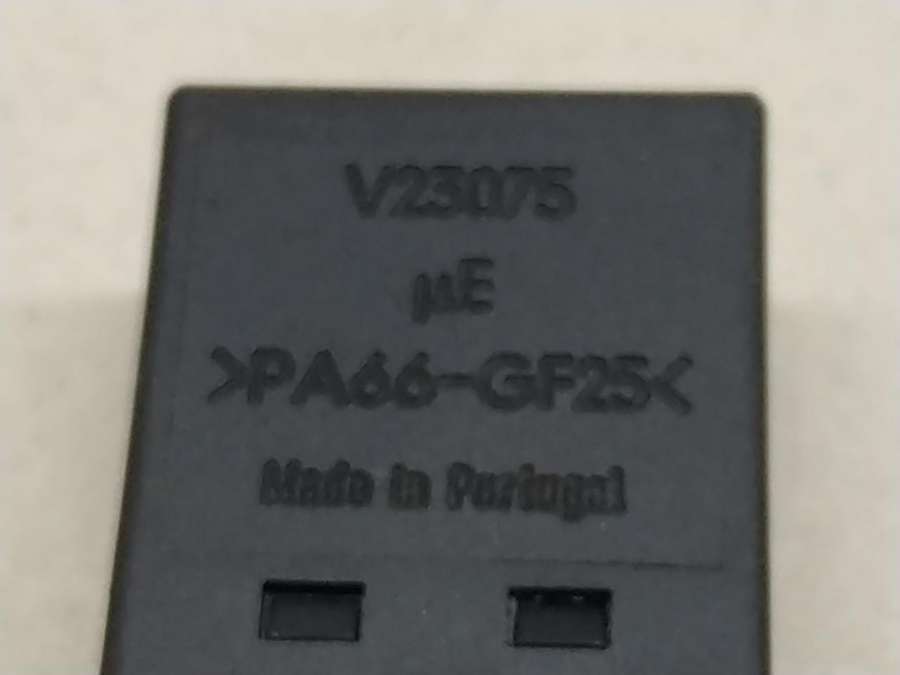 V23075
µE
>PA66-GF25<
Made in Portugal